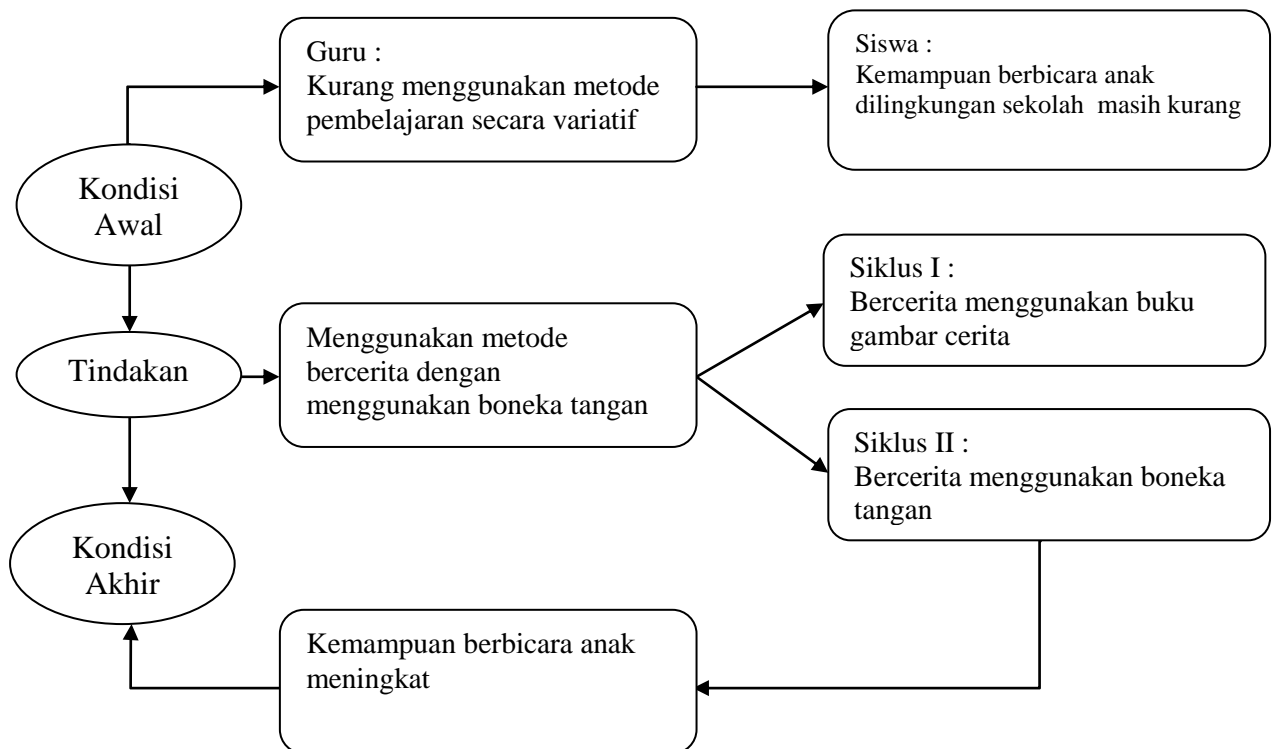 Guru :
Kurang menggunakan metode
pembelajaran secara variatif
Siswa :
Kemampuan berbicara anak
dilingkungan sekolah masih kurang
Kondisi
Awal
Siklus I :
Bercerita menggunakan buku
gambar cerita
Tindakan
Menggunakan metode
bercerita dengan
menggunakan boneka tangan
Siklus II :
Bercerita menggunakan boneka
tangan
Kondisi
Akhir
Kemampuan berbicara anak
meningkat